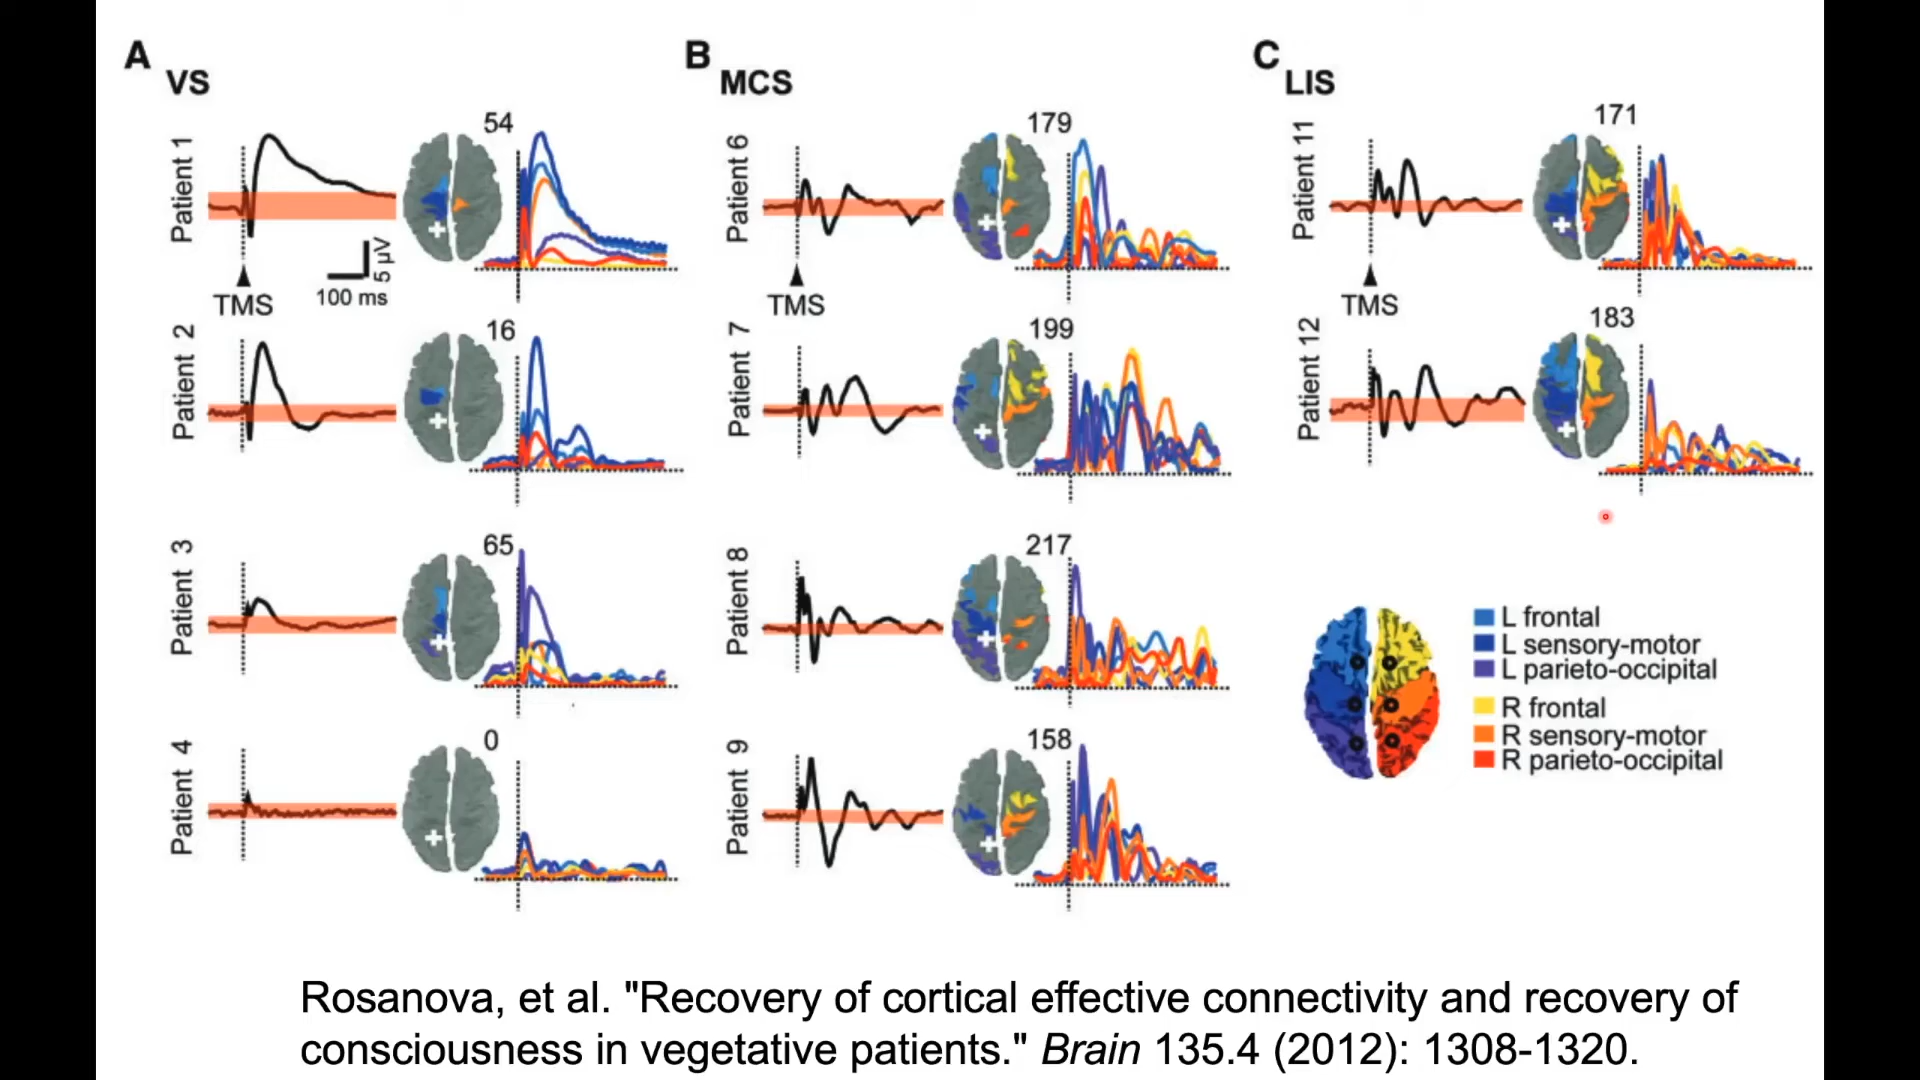 A
VS
B
MCS
C
LIS
Patient 1
54
5 µV
100 ms
TMS
Patient 2
16
Patient 3
65
Patient 4
0
Patient 6
179
TMS
Patient 7
199
Patient 8
217
Patient 9
158
Patient 11
171
TMS
Patient 12
183
L frontal
L sensory-motor
L parieto-occipital
R frontal
R sensory-motor
R parieto-occipital
Rosanova, et al. "Recovery of cortical effective connectivity and recovery of
consciousness in vegetative patients." Brain 135.4 (2012): 1308-1320.